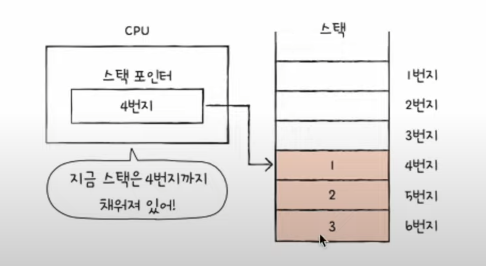 CPU
스택 포인터
4번지
지금 스택은 4번지까지
채워져 있어!
스택
1번지
2번지
3번지
1 4번지
2 5번지
3 6번지